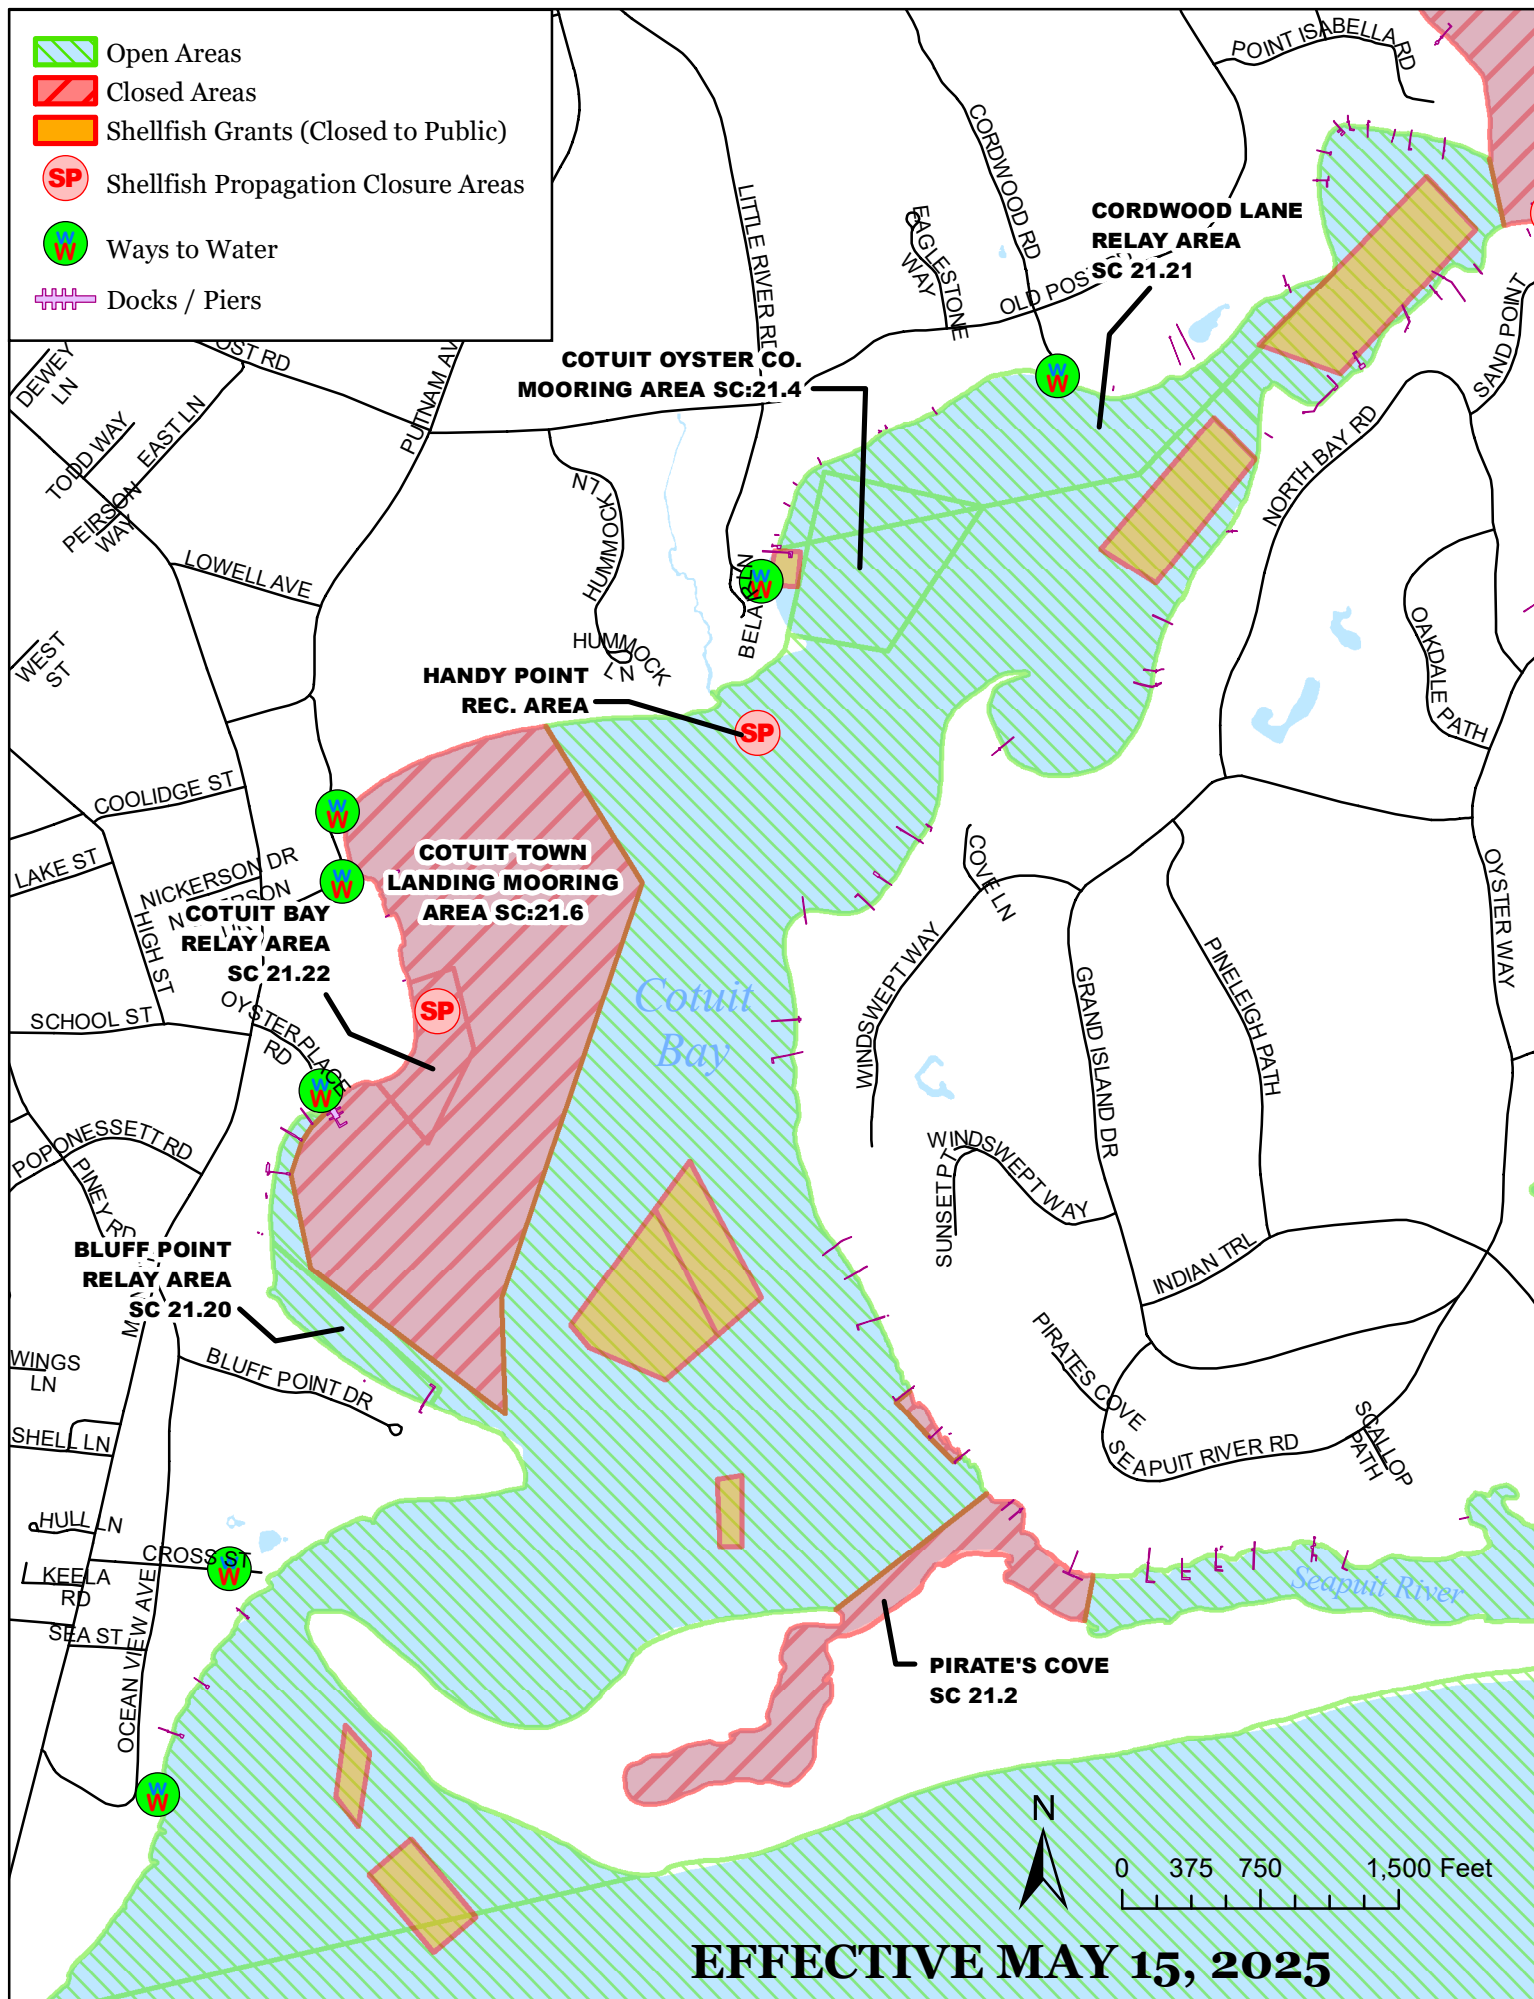 Open Areas
Closed Areas
Shellfish Grants (Closed to Public)
SP
Shellfish Propagation Closure Areas
W
W
Ways to Water
Docks / Piers
POINT ISABELLA RD
CORDWOOD RD
LITTLE RIVER RD
EAGLESTONE
WAY
CORDWOOD LANE
RELAY AREA
SC 21.21
OLD POS
SAND POINT
OST RD
PUTNAM AV
DEWEY
LN
COTUIT OYSTER CO.
MOORING AREA SC:21.4
W
W
EAST LN
TODD WAY
PEIRSON
WAY
NORTH BAY RD
HUMMOCK LN
LOWELL AVE
W
W
BELA
LN
OAKDALE PATH
WEST
ST
HUMMOCK
LN
HANDY POINT
REC. AREA
SP
COOLIDGE ST
W
W
LAKE ST
NICKERSON DR
COTUIT TOWN
LANDING MOORING
AREA SC:21.6
W
W
COVE LN
OYSTER WAY
HIGH ST
COTUIT BAY
RELAY AREA
SC 21.22
WINDSWEPT WAY
PINELEIGH PATH
GRAND ISLAND DR
Cotuit
Bay
SP
SCHOOL ST
OYSTER PLACE
RD
W
W
POPONESSETT RD
PINEY RD
WINDSWEPT WAY
SUNSET PT
BLUFF POINT
RELAY AREA
SC 21.20
INDIAN TRL
WINGS
LN
BLUFF POINT DR
PIRATES COVE
SEAPUIT RIVER RD
SCALLOP
PATH
SHELL LN
HULL LN
CROSS ST
W
W
KEELA
RD
SEA ST
OCEAN VIEW AVE
Seapuit River
PIRATE'S COVE
SC 21.2
W
W
N
0 375 750 1,500 Feet
EFFECTIVE MAY 15, 2025